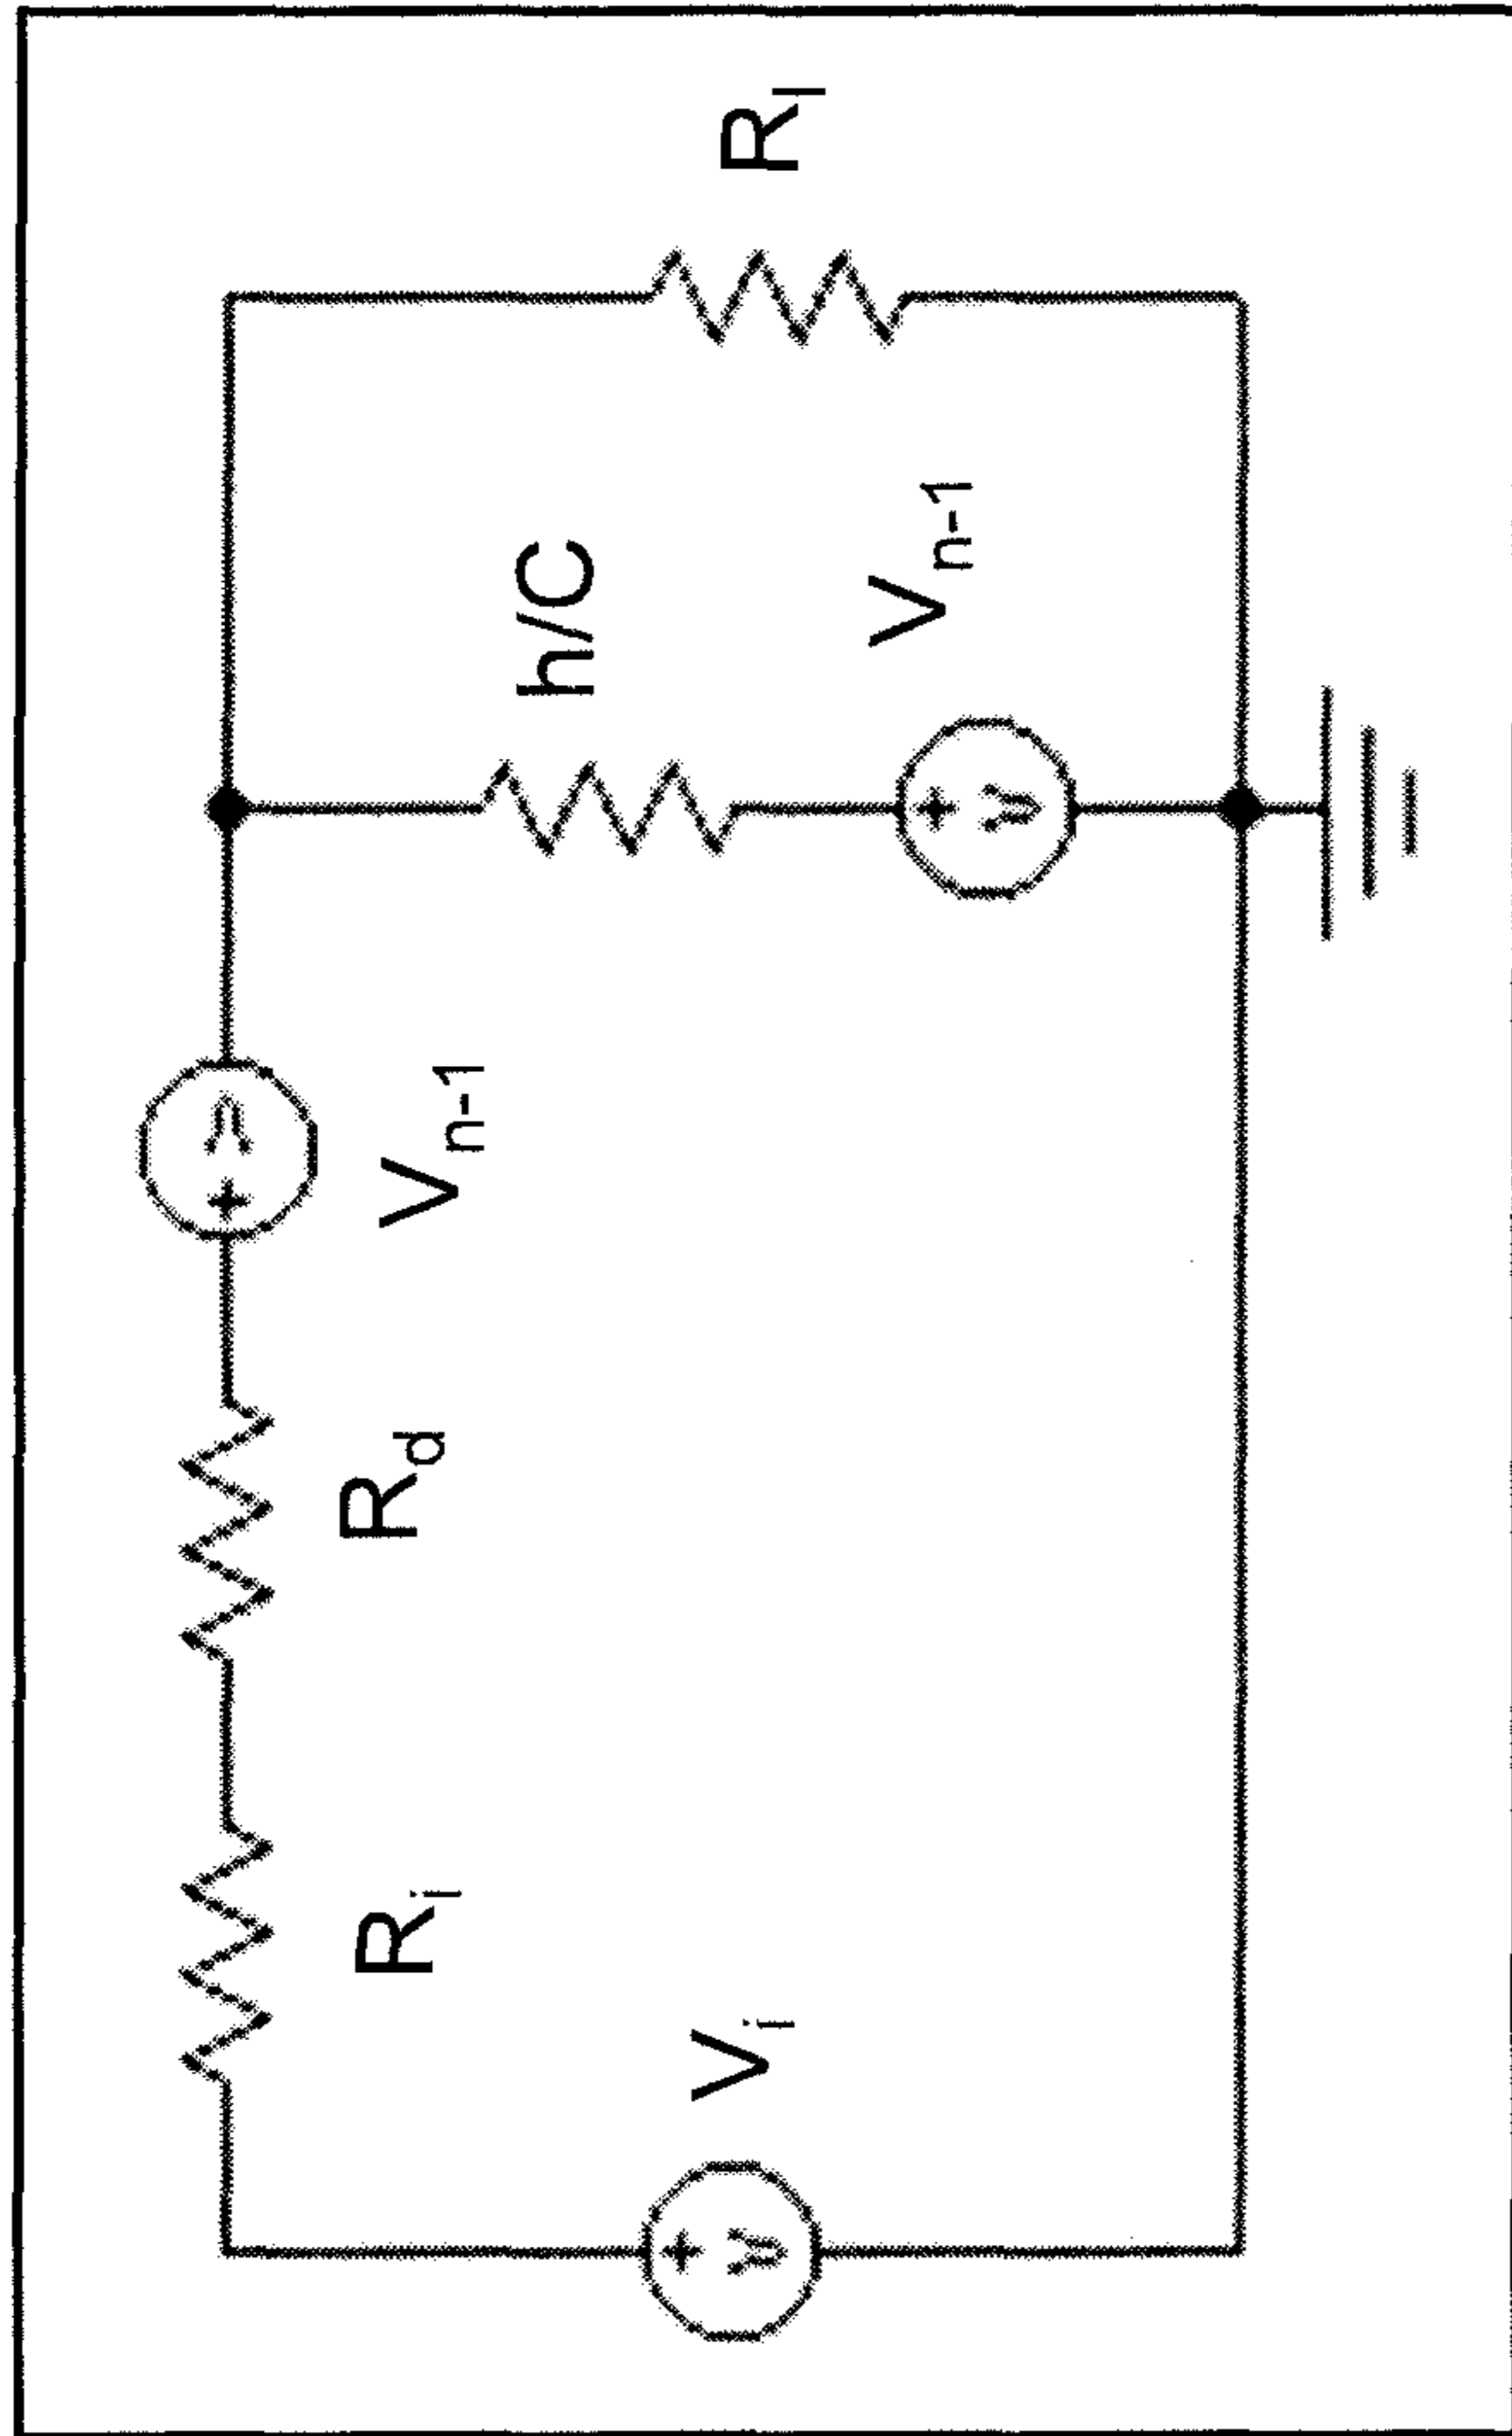 + V
R_i
R_d
V_n-1
h/C
+ V
V_i
R_l
V_n-1
+ V